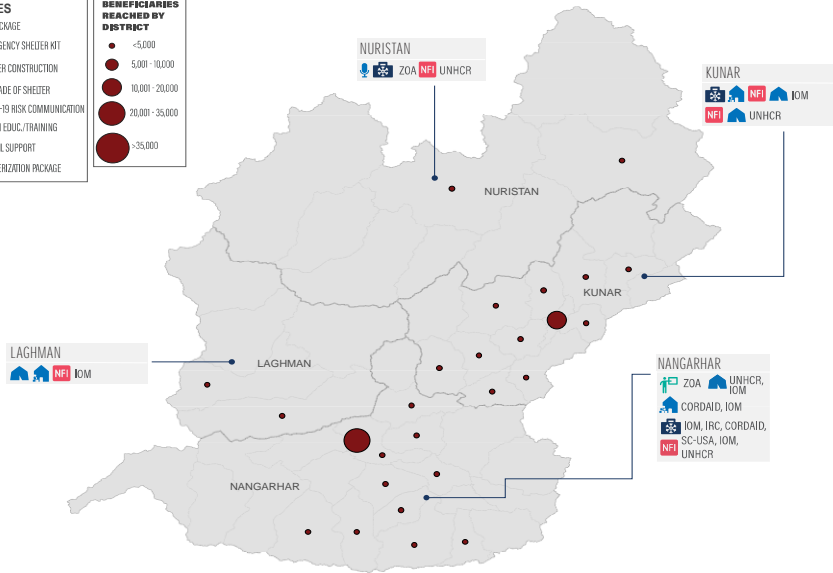 ES
CKAGE
GENCY SHELTER KIT
ER CONSTRUCTION
ADE OF SHELTER
-19 RISK COMMUNICATION
EDUC./TRAINING
L SUPPORT
ERIZATION PACKAGE
BENEFICIARIES
REACHED BY
DISTRICT
<5,000
5,001 - 10,000
10,001 - 20,000
20,001 - 35,000
>35,000
NURISTAN
ZOA NFI UNHCR
KUNAR
NFI IOM
NFI UNHCR
NURISTAN
KUNAR
LAGHMAN
NFI IOM
LAGHMAN
NANGARHAR
ZOA UNHCR,
IOM
CORDAID, IOM
IOM, IRC, CORDAID,
NFI SC-USA, IOM,
UNHCR
NANGARHAR